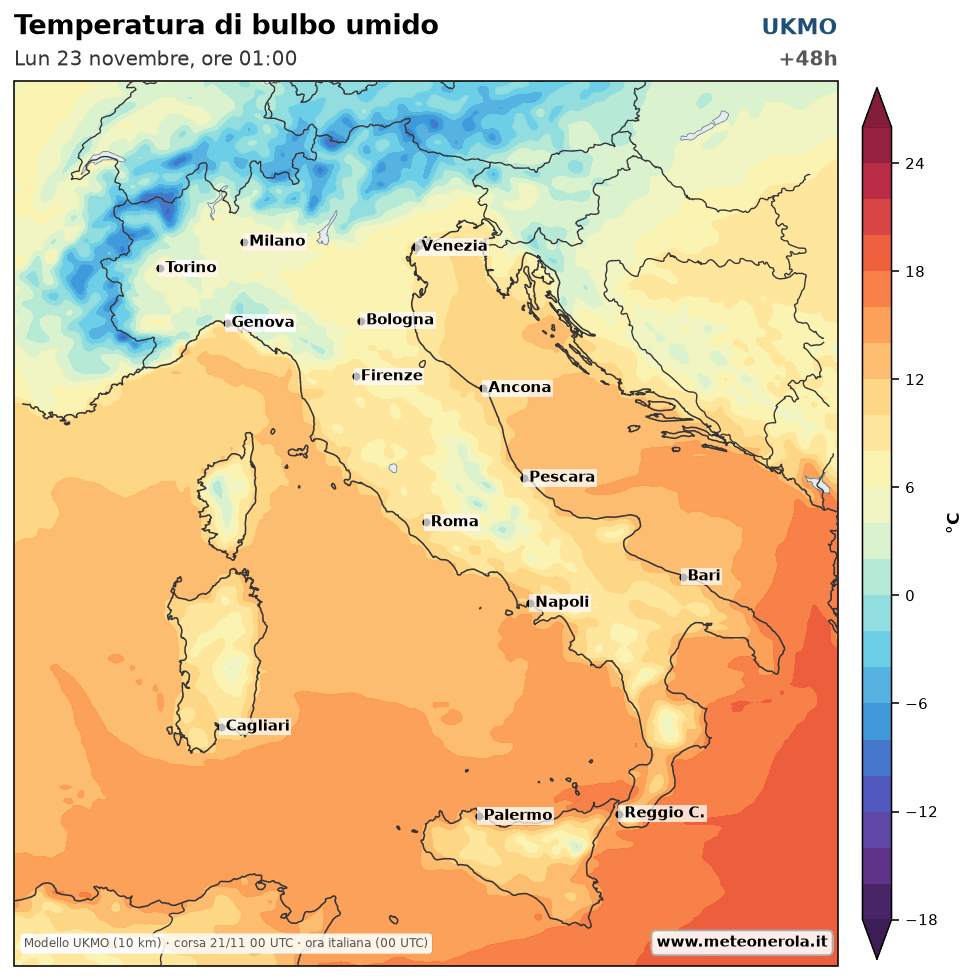 Temperatura di bulbo umido
UKMO
Lun 23 novembre, ore 01:00
+48h
Milano
Venezia
Torino
Genova
Bologna
Firenze
Ancona
Pescara
Roma
Bari
Napoli
Cagliari
Palermo
Reggio C.
24
18
12
6
0
−6
−12
−18
°C
Modello UKMO (10 km) · corsa 21/11 00 UTC · ora italiana (00 UTC)
www.meteonerola.it